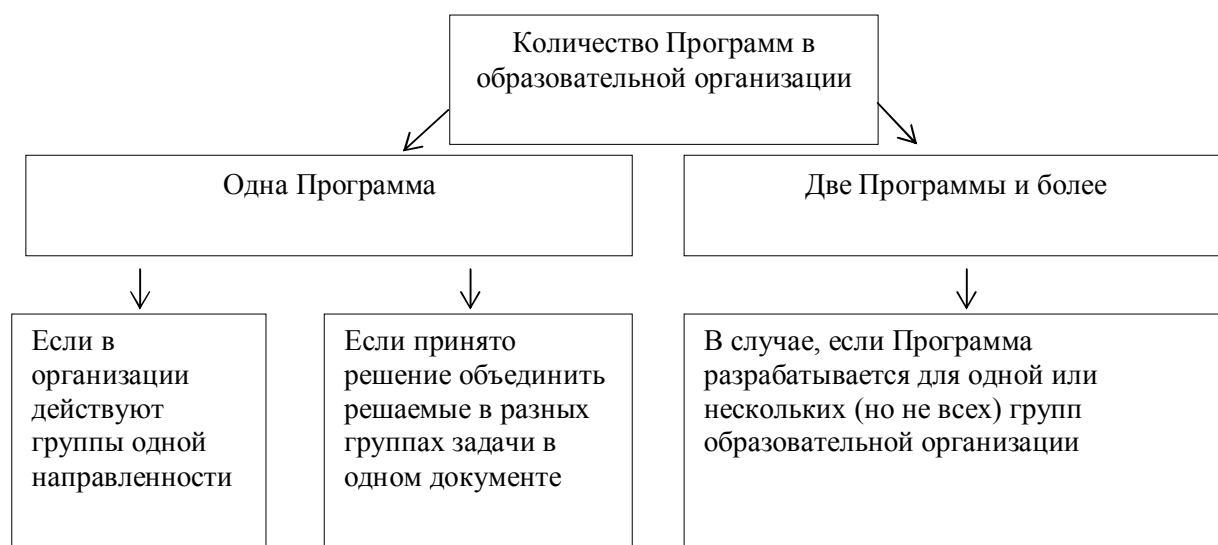 Количество Программ в
образовательной организации
Одна Программа
Две Программы и более
Если в
организации
действуют
группы одной
направленности
Если принято
решение объединить
решаемые в разных
группах задачи в
одном документе
В случае, если Программа
разрабатывается для одной или
нескольких (но не всех) групп
образовательной организации